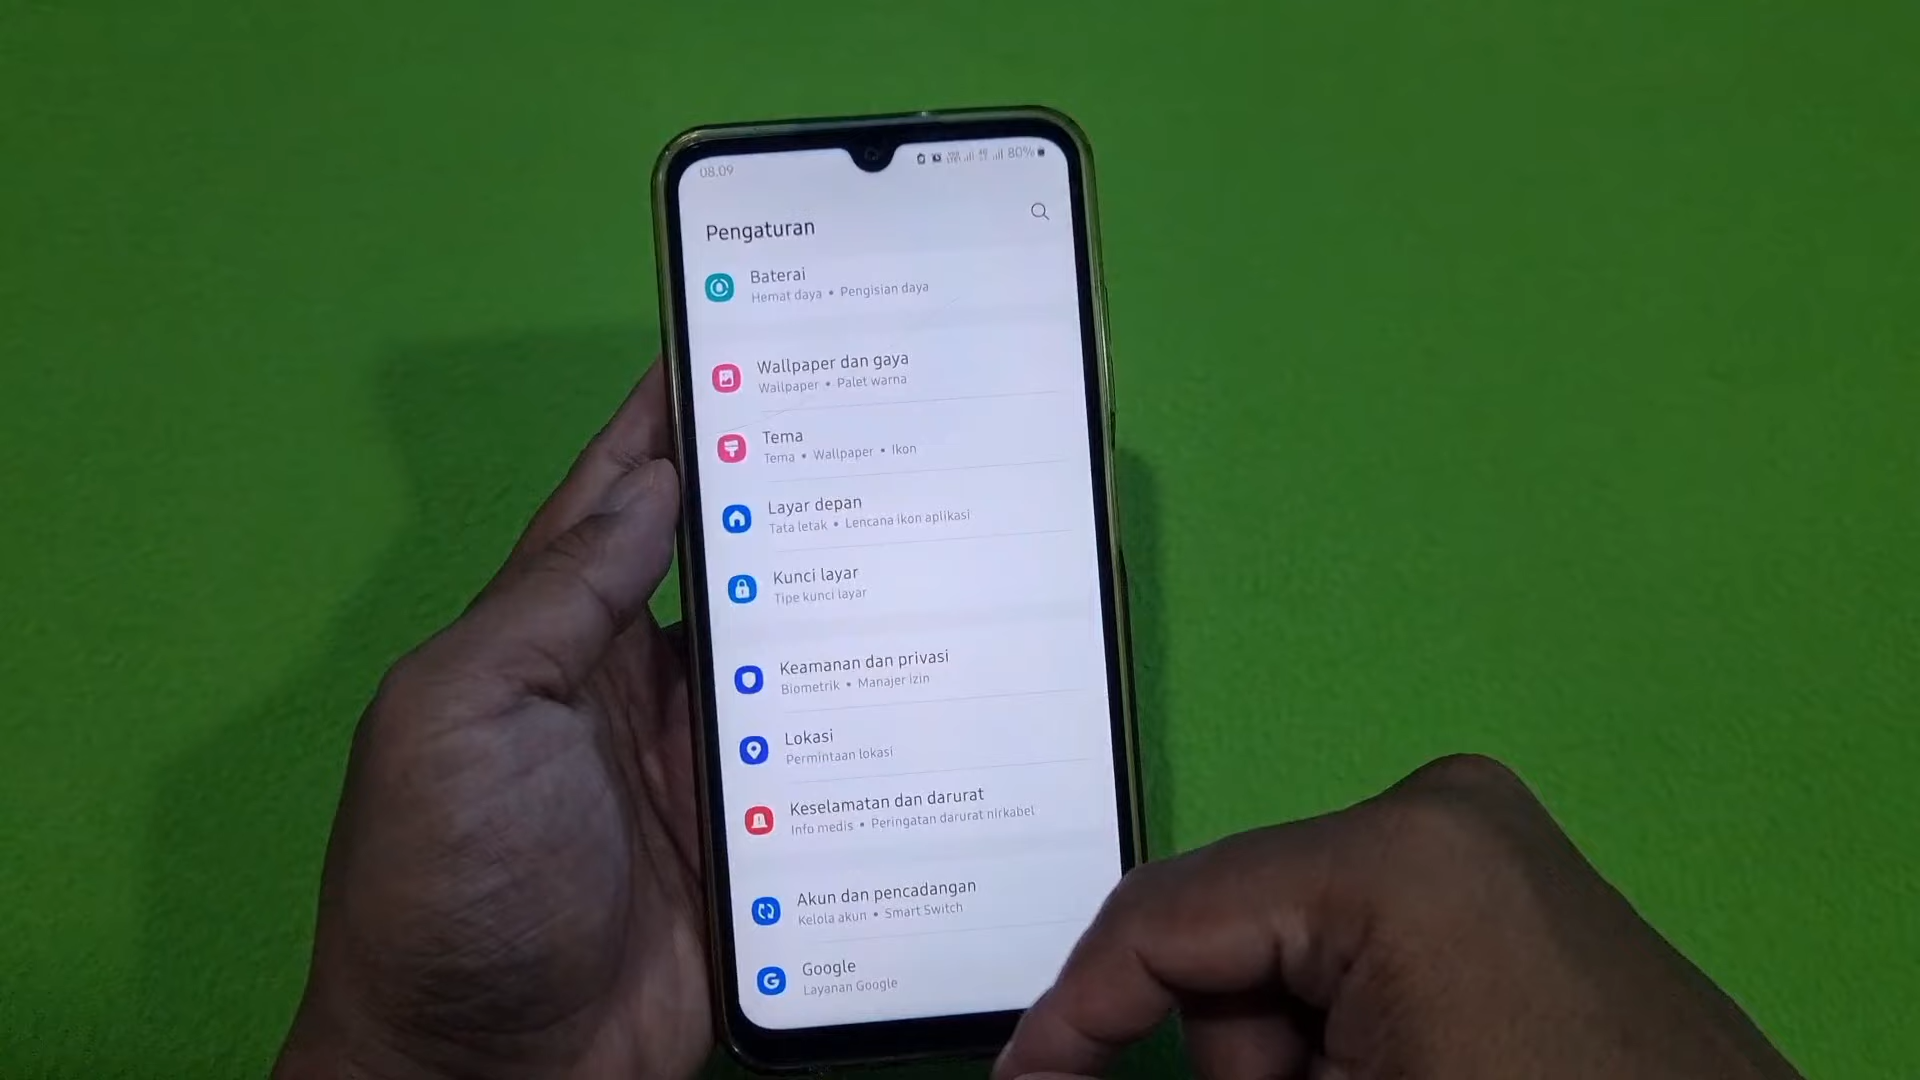 08.09
80%
Pengaturan
Baterai
Hemat daya • Pengisian daya
Wallpaper dan gaya
Wallpaper • Palet warna
Tema
Tema • Wallpaper • Ikon
Layar depan
Tata letak • Lencana ikon aplikasi
Kunci layar
Tipe kunci layar
Keamanan dan privasi
Biometrik • Manajer izin
Lokasi
Permintaan lokasi
Keselamatan dan darurat
Info medis • Peringatan darurat nirkabel
Akun dan pencadangan
Kelola akun • Smart Switch
Google
Layanan Google